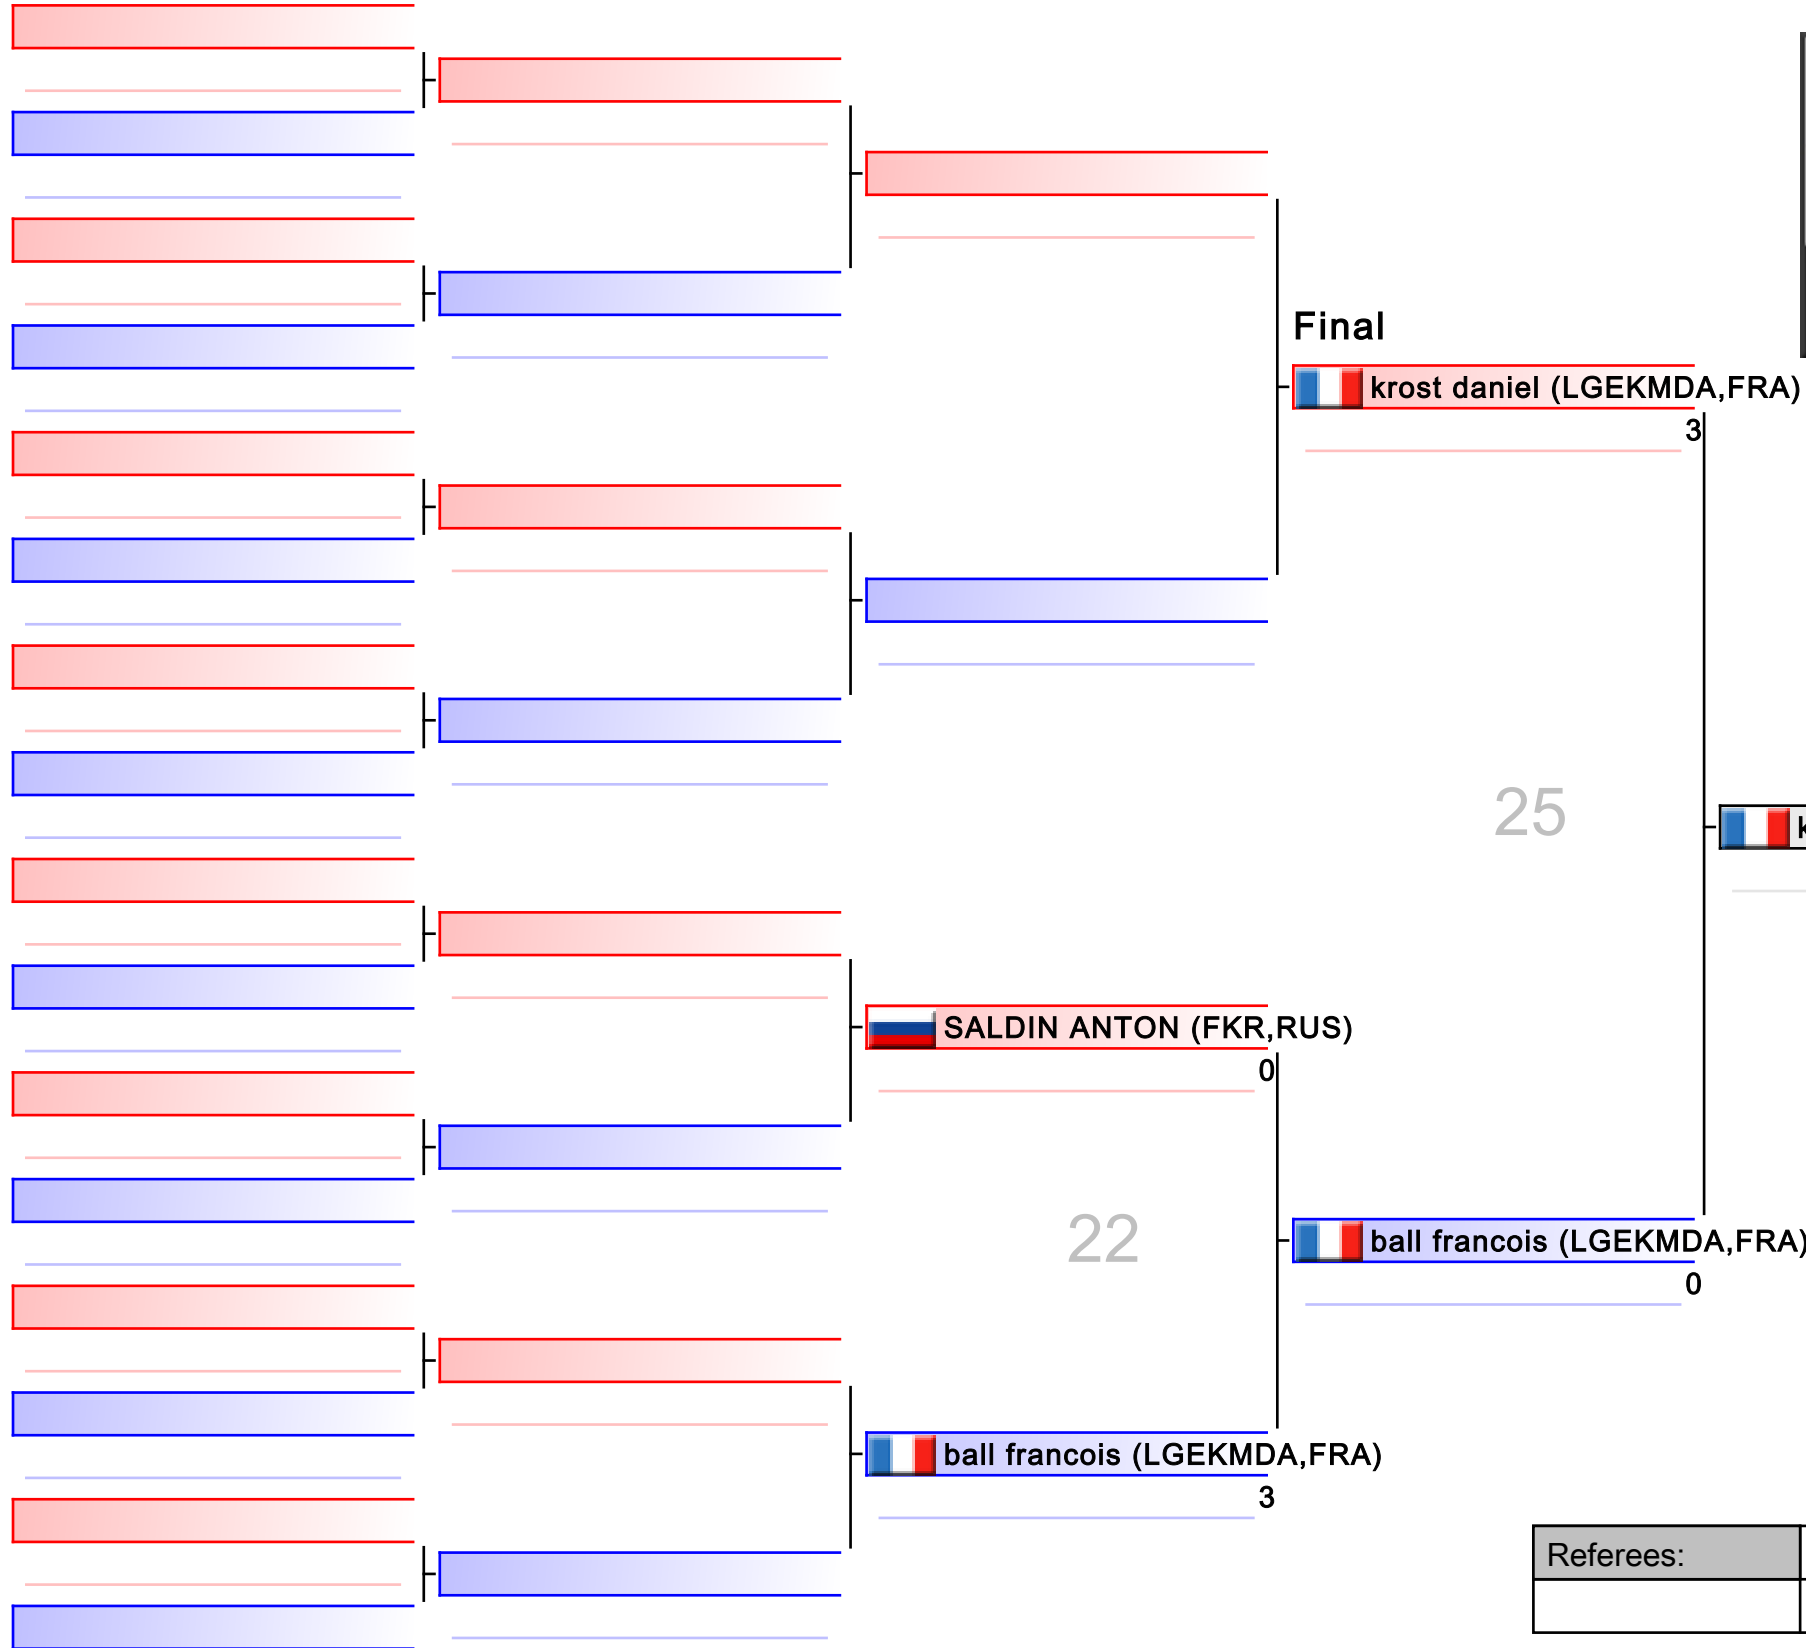 Final
krost daniel (LGEKMDA,FRA)
3
25
k
SALDIN ANTON (FKR,RUS)
0
22
ball francois (LGEKMDA,FRA)
0
ball francois (LGEKMDA,FRA)
3
Referees: